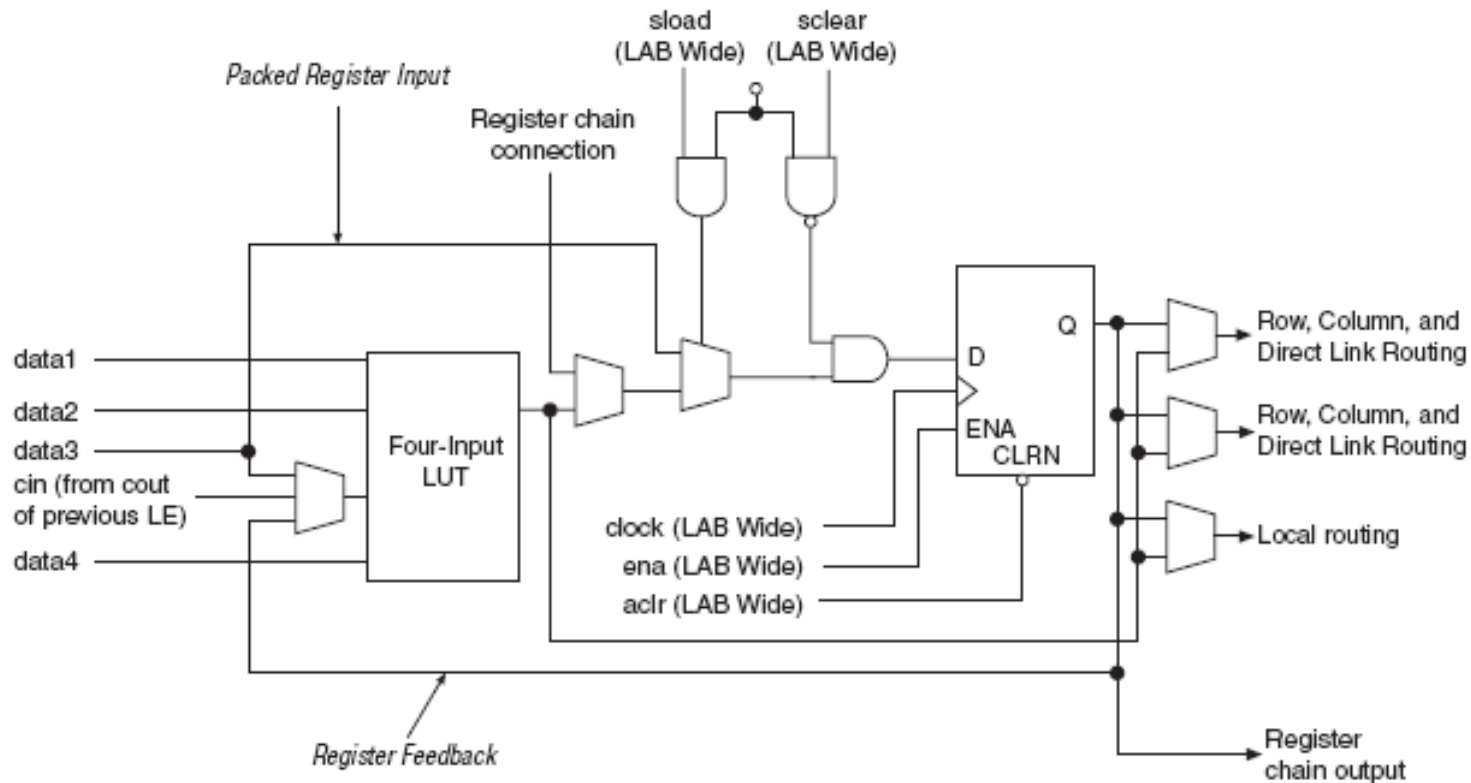 sload
(LAB Wide)
sclear
(LAB Wide)
Packed Register Input
Register chain
connection
data1
data2
data3
cin (from cout
of previous LE)
data4
Four-Input
LUT
D
Q
ENA
CLRN
clock (LAB Wide)
ena (LAB Wide)
aclr (LAB Wide)
Row, Column, and
Direct Link Routing
Row, Column, and
Direct Link Routing
Local routing
Register Feedback
Register
chain output